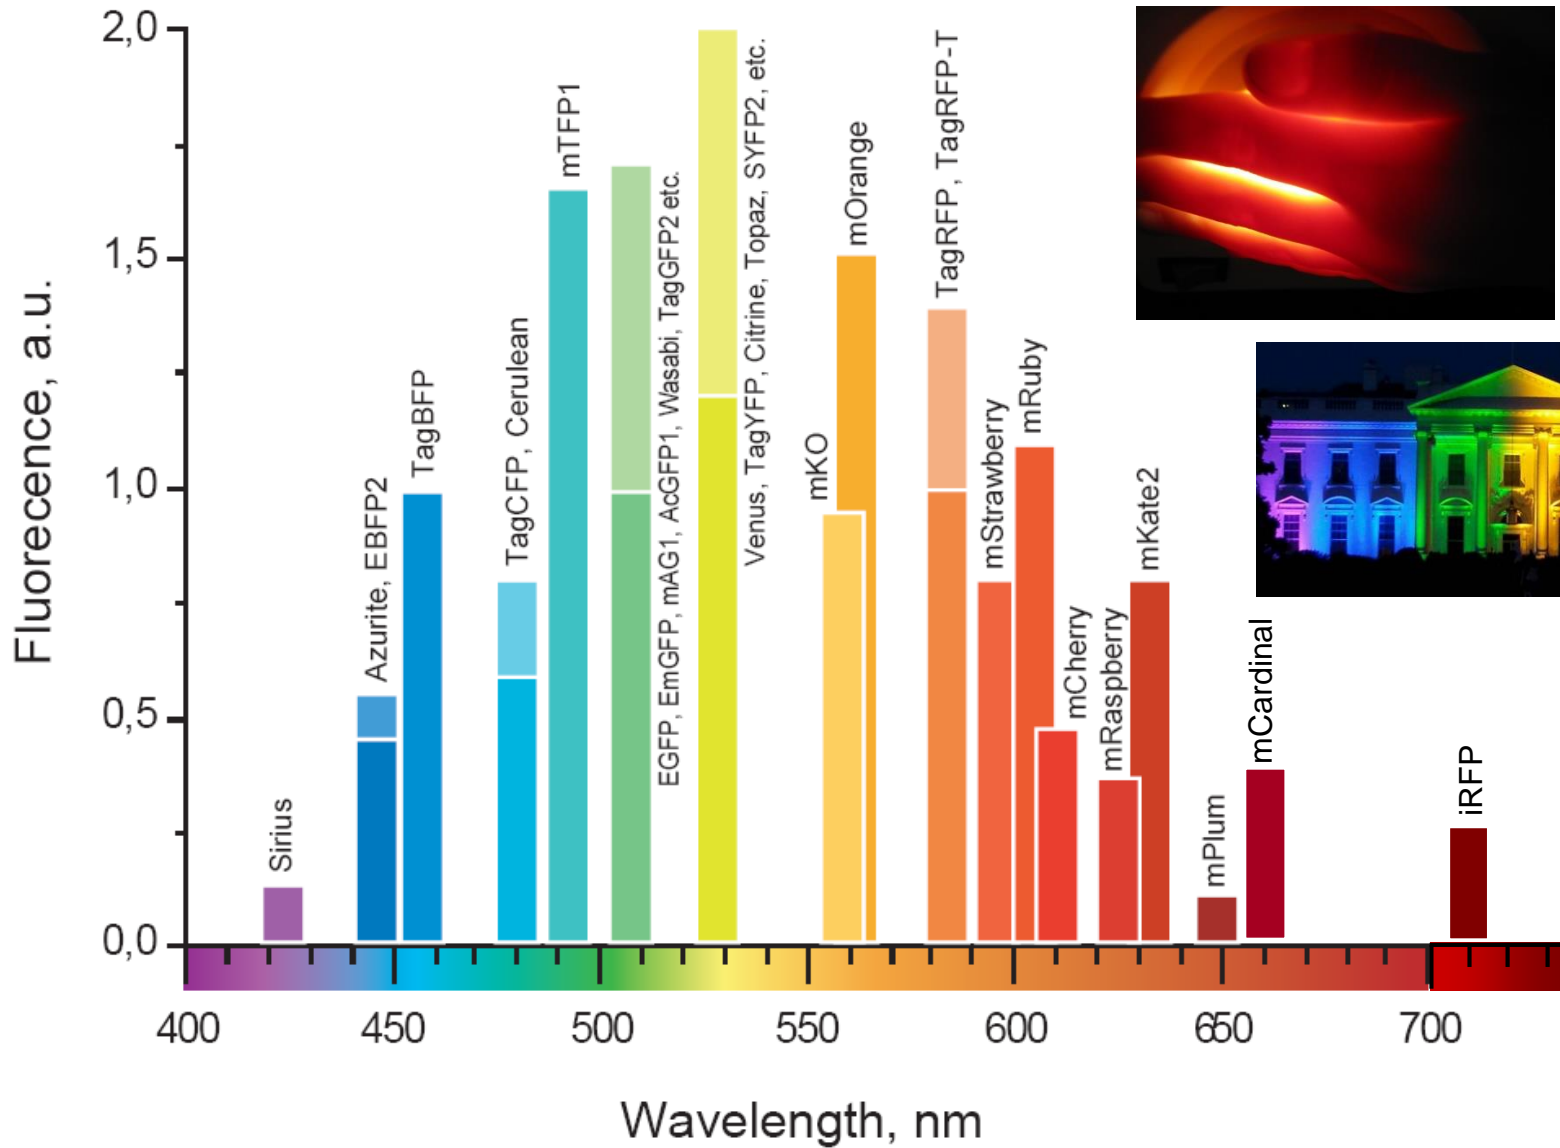 Fluorecence, a.u.
2,0
1,5
1,0
0,5
0,0
Sirius
Azurite, EBFP2
TagBFP
TagCFP, Cerulean
mTFP1
EGFP, EmGFP, mAG1, AcGFP1, Wasabi, TagGFP2 etc.
Venus, TagYFP, Citrine, Topaz, SYFP2, etc.
mKO
mOrange
TagRFP, TagRFP-T
mStrawberry
mRuby
mCherry
mRaspberry
mKate2
mPlum
mCardinal
iRFP
400 450 500 550 600 650 700
Wavelength, nm